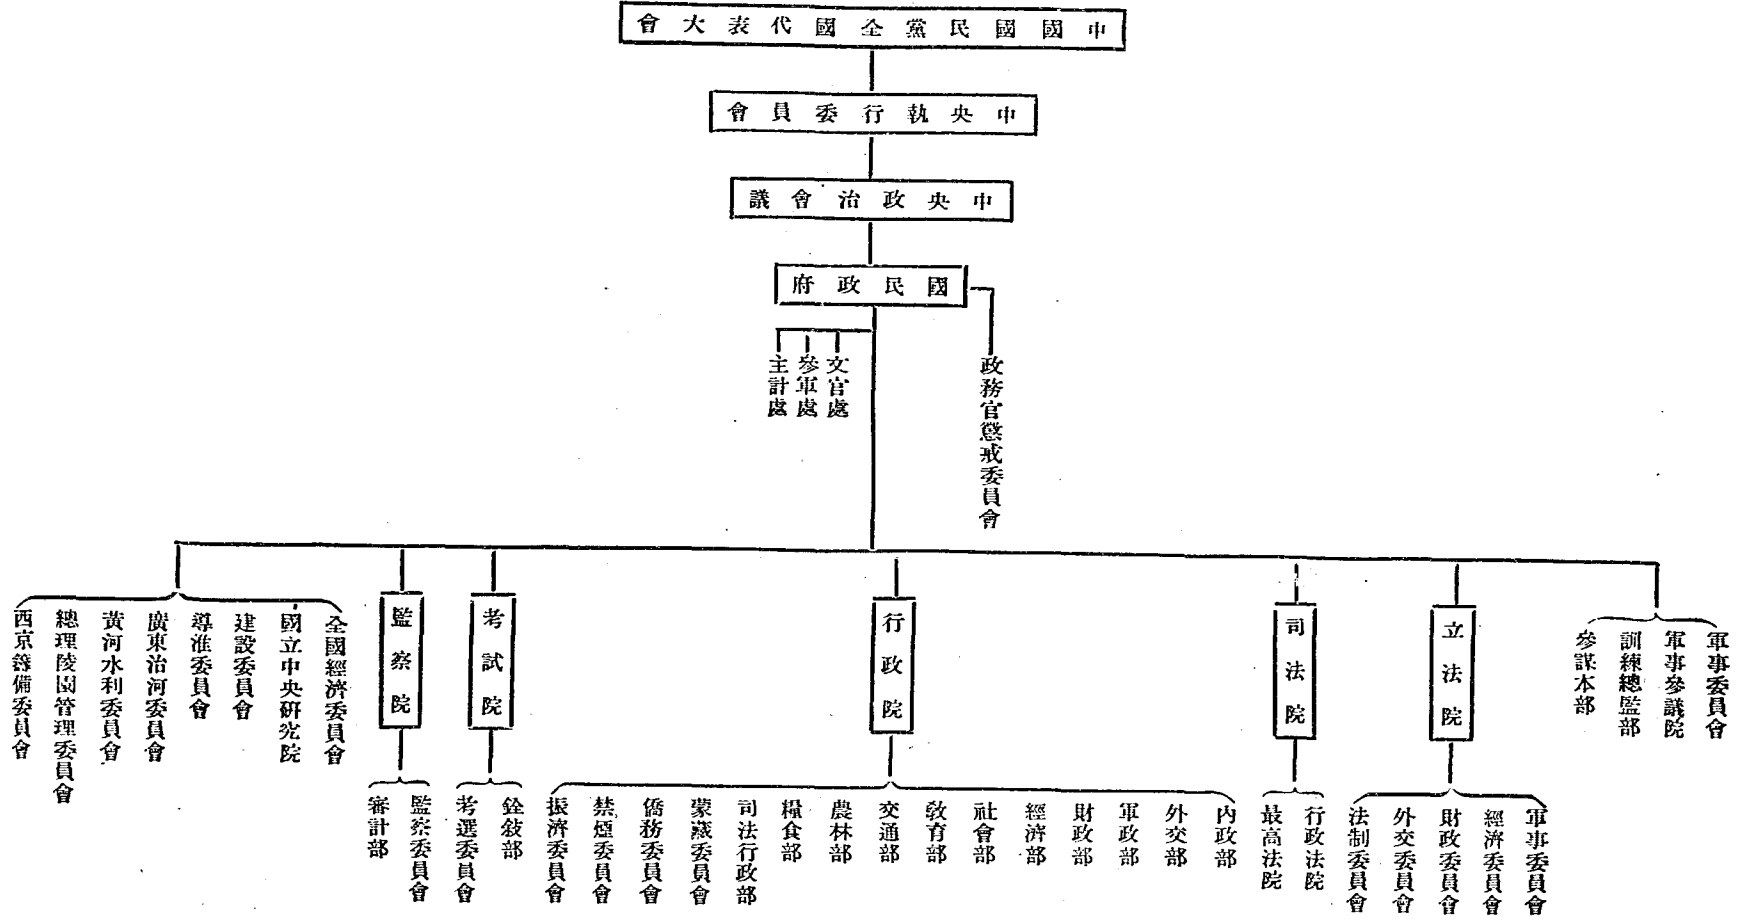 中國國民黨全國代表大會
中央執行委員會
中央政治會議
國民政府
政務官懲戒委員會
文官處
參軍處
主計處
軍事委員會
軍事參議院
訓練總監部
參謀本部
立法院
司法院
行政院
考試院
監察院
全國經濟委員會
國立中央研究院
建設委員會
導淮委員會
廣東治河委員會
黃河水利委員會
總理陵園管理委員會
西京籌備委員會
軍事委員會
經濟委員會
財政委員會
外交委員會
法制委員會
行政法院
最高法院
內政部
外交部
軍政部
財政部
經濟部
社會部
教育部
交通部
農林部
糧食部
司法行政部
蒙藏委員會
僑務委員會
禁煙委員會
振濟委員會
銓敍部
考選委員會
監察委員會
審計部